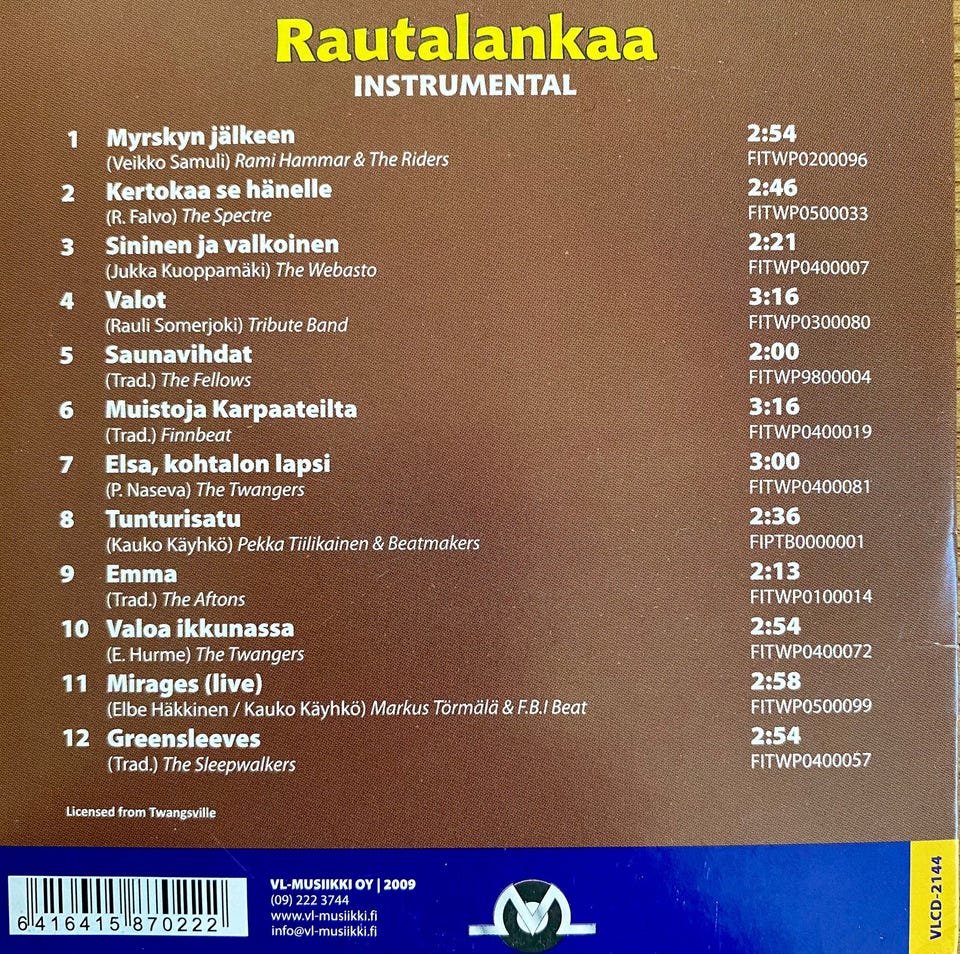 Rautalankaa
INSTRUMENTAL
1 Myrskyn jälkeen 2:54
(Veikko Samuli) Rami Hammar & The Riders FITWP0200096
2 Kertokaa se hänelle 2:46
(R. Falvo) The Spectre FITWP0500033
3 Sininen ja valkoinen 2:21
(Jukka Kuoppamäki) The Webasto FITWP0400007
4 Valot 3:16
(Rauli Somerjoki) Tribute Band FITWP0300080
5 Saunavihdat 2:00
(Trad.) The Fellows FITWP9800004
6 Muistoja Karpaateilta 3:16
(Trad.) Finnbeat FITWP0400019
7 Elsa, kohtalon lapsi 3:00
(P. Naseva) The Twangers FITWP0400081
8 Tunturisatu 2:36
(Kauko Käyhkö) Pekka Tiilikainen & Beatmakers FIPTB0000001
9 Emma 2:13
(Trad.) The Aftons FITWP0100014
10 Valoa ikkunassa 2:54
(E. Hurme) The Twangers FITWP0400072
11 Mirages (live) 2:58
(Elbe Häkkinen / Kauko Käyhkö) Markus Törmälä & F.B.I Beat FITWP0500099
12 Greensleeves 2:54
(Trad.) The Sleepwalkers FITWP0400057
Licensed from Twangsville
6 416415 870222
VL-MUSIIKKI OY | 2009
(09) 222 3744
www.vl-musiikki.fi
info@vl-musiikki.fi
VLCD-2144